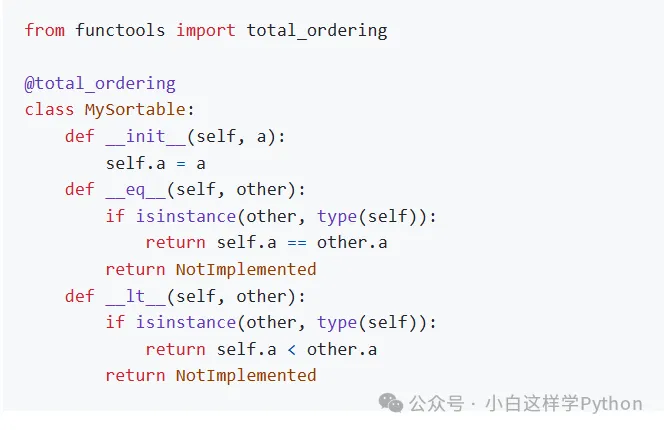 from functools import total_ordering
@total_ordering
class MySortable:
    def __init__(self, a):
        self.a = a
    def __eq__(self, other):
        if isinstance(other, type(self)):
            return self.a == other.a
        return NotImplemented
    def __lt__(self, other):
        if isinstance(other, type(self)):
            return self.a < other.a
        return NotImplemented
公众号 · 小白这样学Python